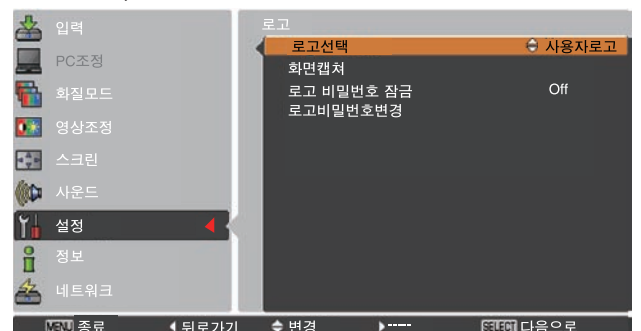 입력
PC조정
화질모드
영상조정
스크린
사운드
설정
정보
네트워크
로고
로고선택 사용자로고
화면캡쳐
로고 비밀번호 잠금 Off
로고비밀번호변경
MENU 종료 뒤로가기 변경 ----- SELECT 다음으로